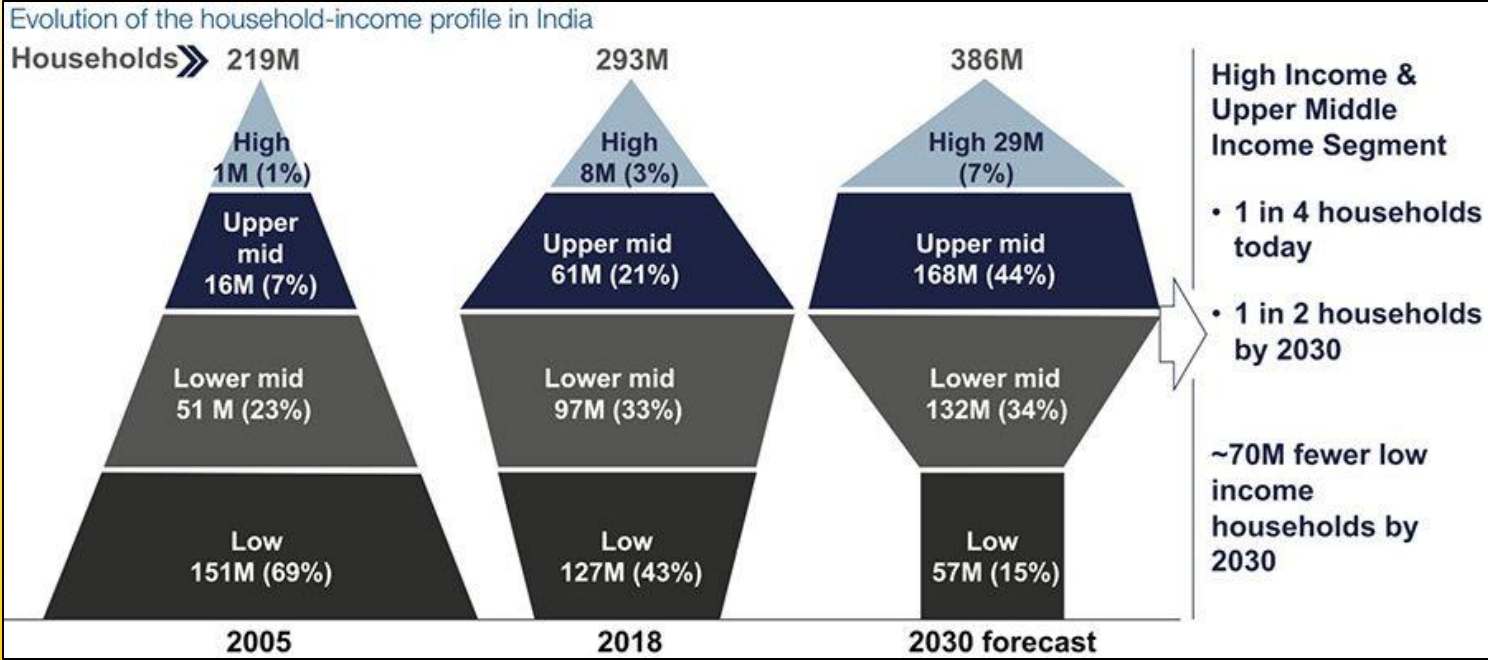 Evolution of the household-income profile in India
Households 219M 293M 386M
High
1M (1%)
Upper
mid
16M (7%)
Lower mid
51 M (23%)
Low
151M (69%)
2005
High
8M (3%)
Upper mid
61M (21%)
Lower mid
97M (33%)
Low
127M (43%)
2018
High 29M
(7%)
Upper mid
168M (44%)
Lower mid
132M (34%)
Low
57M (15%)
2030 forecast
High Income &
Upper Middle
Income Segment
• 1 in 4 households
today
• 1 in 2 households
by 2030
~70M fewer low
income
households by
2030